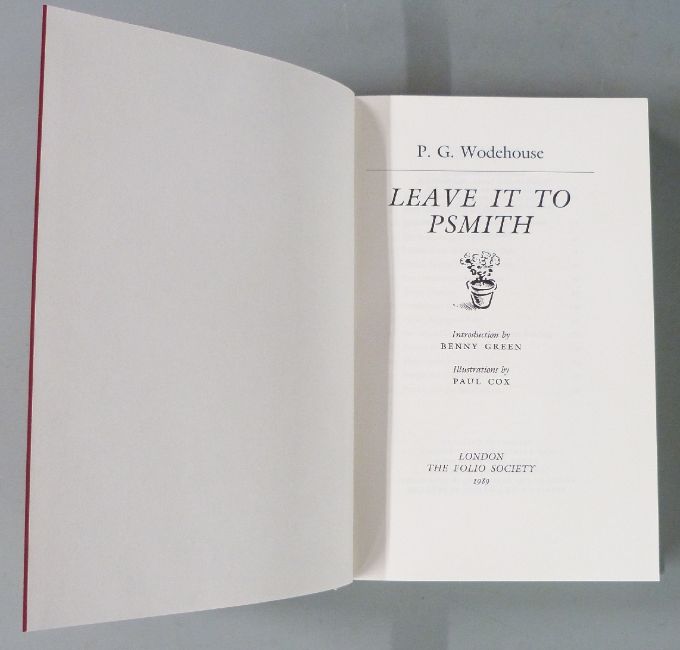 P. G. Wodehouse
LEAVE IT TO
PSMITH
Introduction by
BENNY GREEN
Illustrations by
PAUL COX
LONDON
THE FOLIO SOCIETY
1989